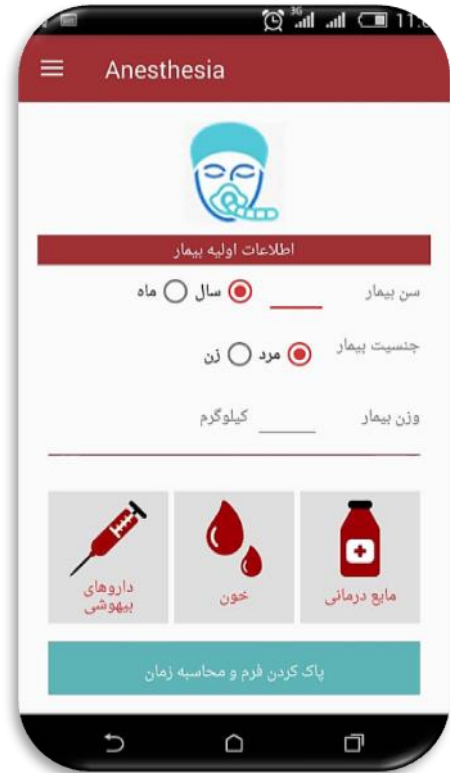 3G
Anesthesia
اطلاعات اولیه بیمار
سن بیمار سال ماه
جنسیت بیمار مرد زن
وزن بیمار کیلوگرم
مایع درمانی
خون
داروهای
بیهوشی
پاک کردن فرم و محاسبه زمان